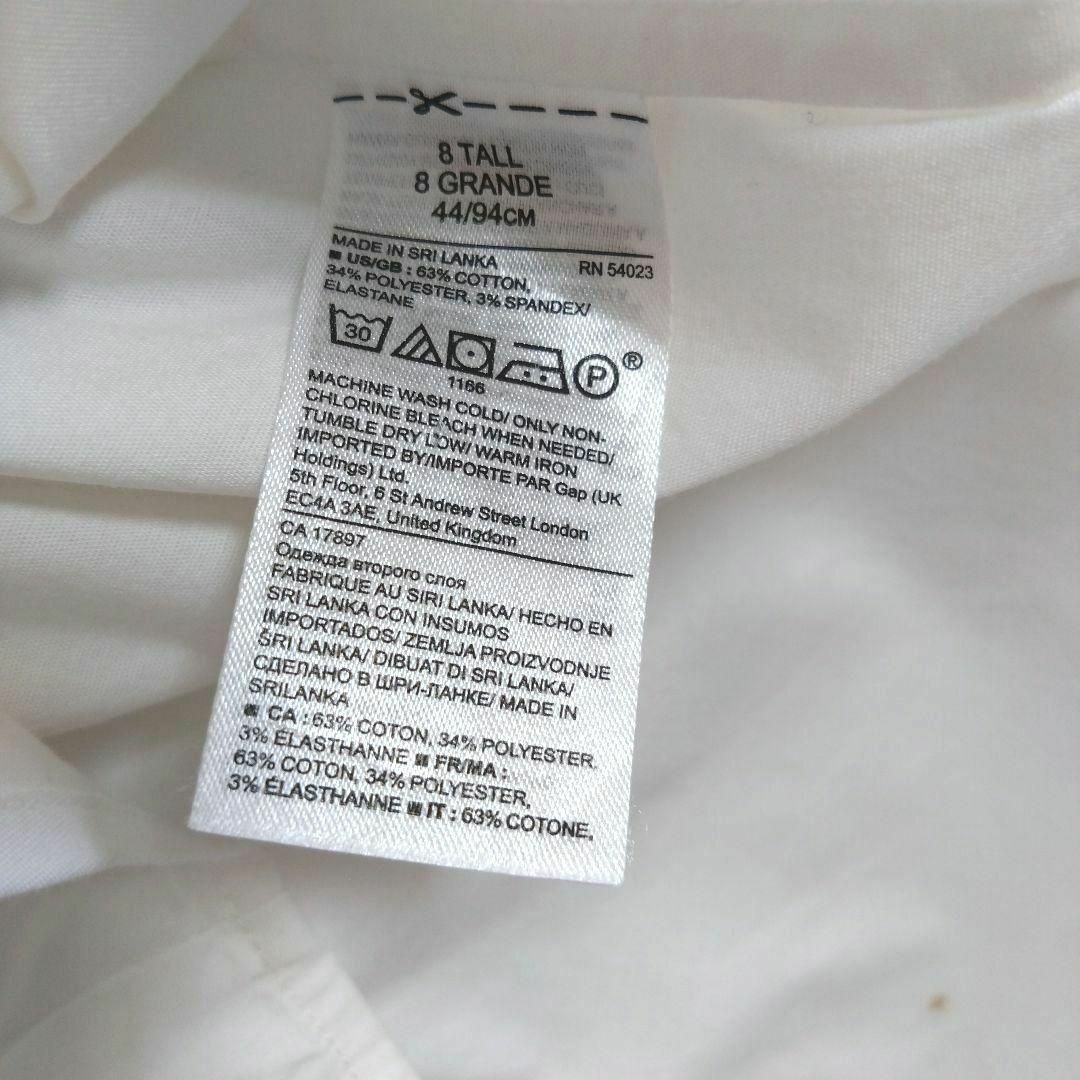 8 TALL
8 GRANDE
44/94CM
MADE IN SRI LANKA RN 54023
US/GB : 63% COTTON,
34% POLYESTER, 3% SPANDEX/
ELASTANE
30
P ®
1166
MACHINE WASH COLD/ ONLY NON-
CHLORINE BLEACH WHEN NEEDED/
TUMBLE DRY LOW/ WARM IRON
IMPORTED BY/IMPORTE PAR Gap (UK
Holdings) Ltd.
5th Floor, 6 St Andrew Street London
EC4A 3AE, United Kingdom
CA 17897
Одежда второго слоя
FABRIQUE AU SIRI LANKA/ HECHO EN
SRI LANKA CON INSUMOS
IMPORTADOS/ ZEMLJA PROIZVODNJE
SRI LANKA/ DIBUAT DI SRI LANKA/
СДЕЛАНО В ШРИ-ЛАНКЕ/ MADE IN
SRILANKA
CA : 63% COTON, 34% POLYESTER,
3% ÉLASTHANNE FR/MA :
63% COTON, 34% POLYESTER,
3% ÉLASTHANNE IT : 63% COTONE,